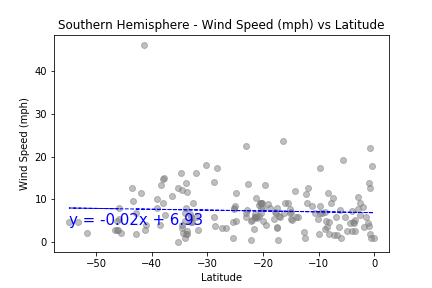 Southern Hemisphere - Wind Speed (mph) vs Latitude
Wind Speed (mph)
40
30
20
10
0
y = -0.02x + 6.93
−50
−40
−30
−20
−10
0
Latitude